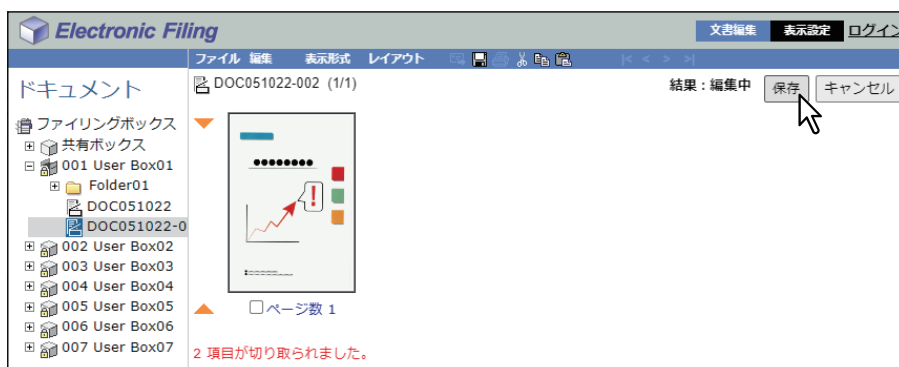 Electronic Filing
文書編集 表示設定 ログイン
ファイル 編集 表示形式 レイアウト |< < > >|
ドキュメント
DOC051022-002 (1/1)
結果：編集中 保存 キャンセル
ファイリングボックス
共有ボックス
001 User Box01
Folder01
DOC051022
DOC051022-0
002 User Box02
003 User Box03
004 User Box04
005 User Box05
006 User Box06
007 User Box07
!
ページ数 1
2 項目が切り取られました。